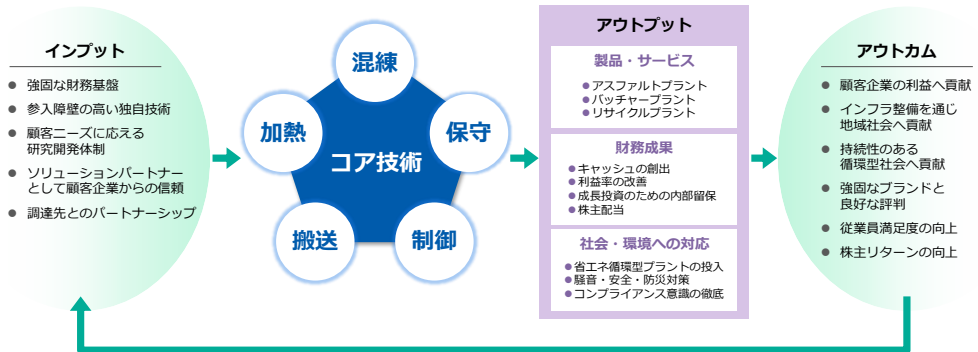 インプット
● 強固な財務基盤
● 参入障壁の高い独自技術
● 顧客ニーズに応える
研究開発体制
● ソリューションパートナー
として顧客企業からの信頼
● 調達先とのパートナーシップ
コア技術
混練
保守
制御
搬送
加熱
アウトプット
製品・サービス
●アスファルトプラント
●バッチャープラント
●リサイクルプラント
財務成果
●キャッシュの創出
●利益率の改善
●成長投資のための内部留保
●株主配当
社会・環境への対応
●省エネ循環型プラントの投入
●騒音・安全・防災対策
●コンプライアンス意識の徹底
アウトカム
● 顧客企業の利益へ貢献
● インフラ整備を通じ
地域社会へ貢献
● 持続性のある
循環型社会へ貢献
● 強固なブランドと
良好な評判
● 従業員満足度の向上
● 株主リターンの向上